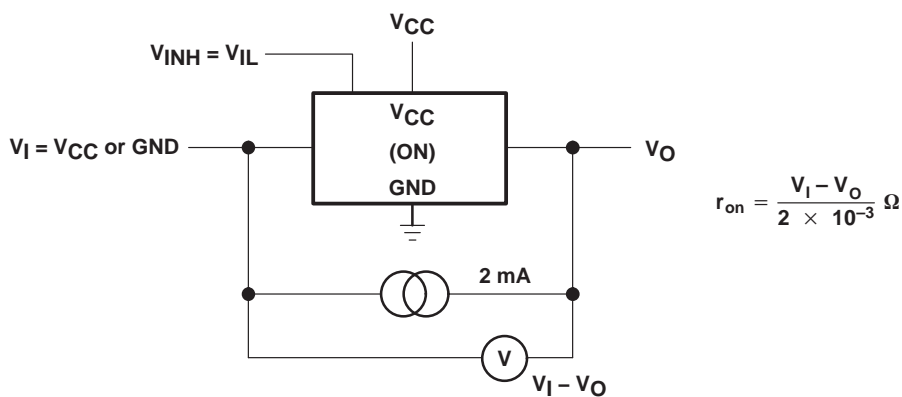 VCC
VINH = VIL
VCC
VI = VCC or GND
(ON)
VO
GND
ron = VI – VO / 2 × 10–3 Ω
2 mA
V
VI – VO